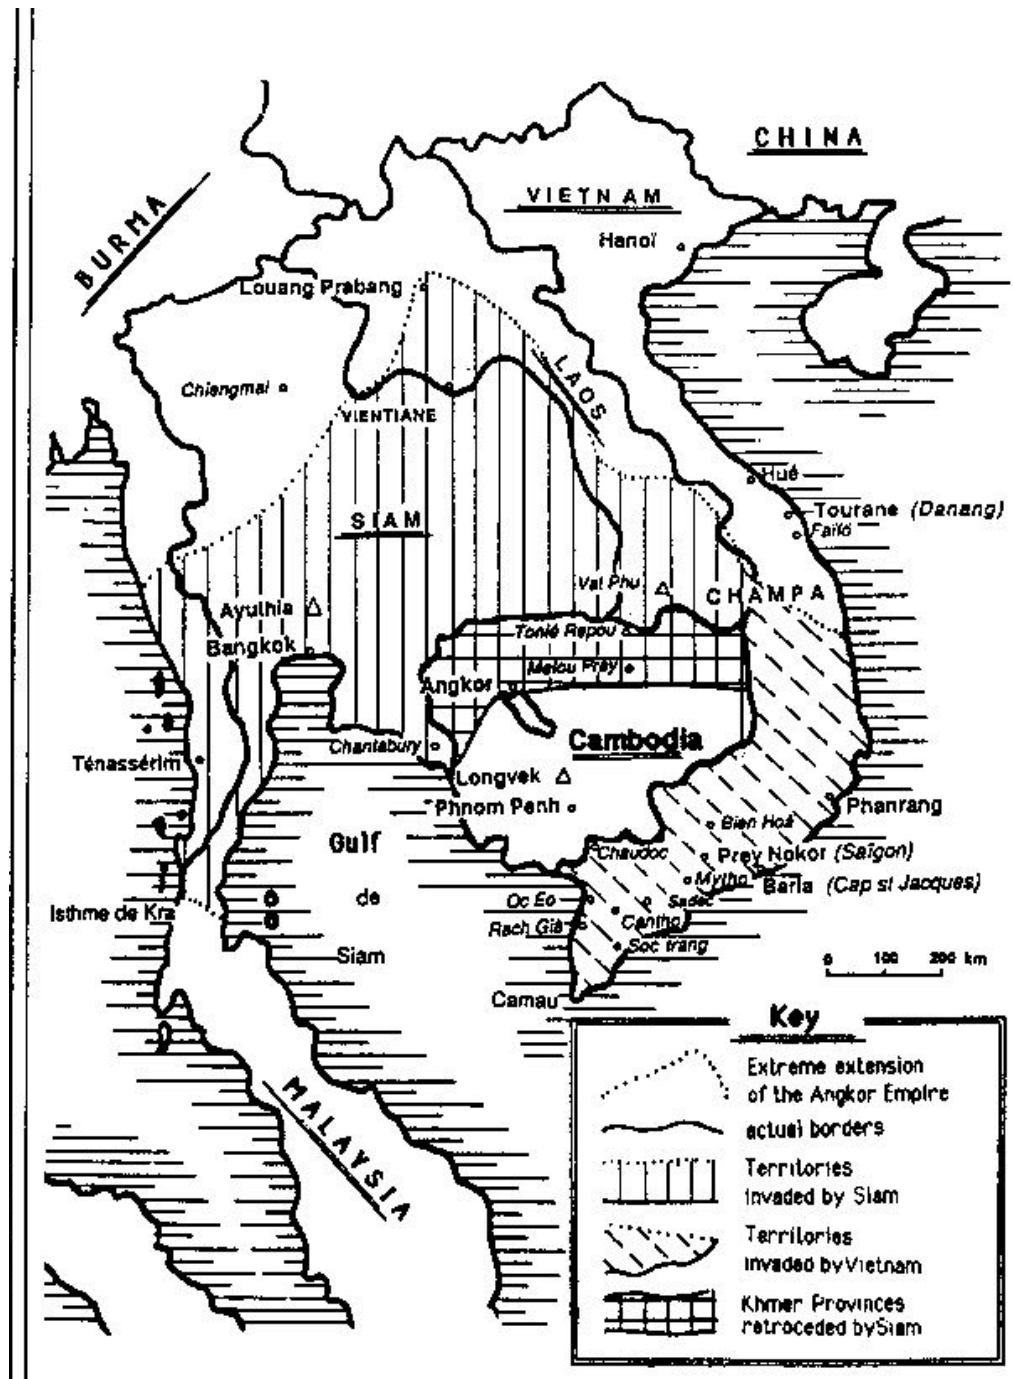 CHINA
VIETNAM
Hanoï
BURMA
Louang Prabang
LAOS
Chiengmai
VIENTIANE
Hué
SIAM
Tourane (Danang)
Faifo
Vat Phu
CHAMPA
Ayuthia
Tonlé Repou
Bangkok
Melou Prey
Angkor
Cambodia
Chantabury
Ténassérim
Longvek
Phnom Penh
Phanrang
Bien Hoa
Gulf
Chaudoc
Prey Nokor (Saïgon)
Mytho
Baria (Cap st Jacques)
de
Oc Eo
Sadec
Isthme de Kra
Cantho
Rach Gia
Siam
Soc trang
0 100 200 km
Camau
MALAYSIA
Key
Extreme extension
of the Angkor Empire
actual borders
Territories
invaded by Siam
Territories
invaded by Vietnam
Khmer Provinces
retroceded by Siam